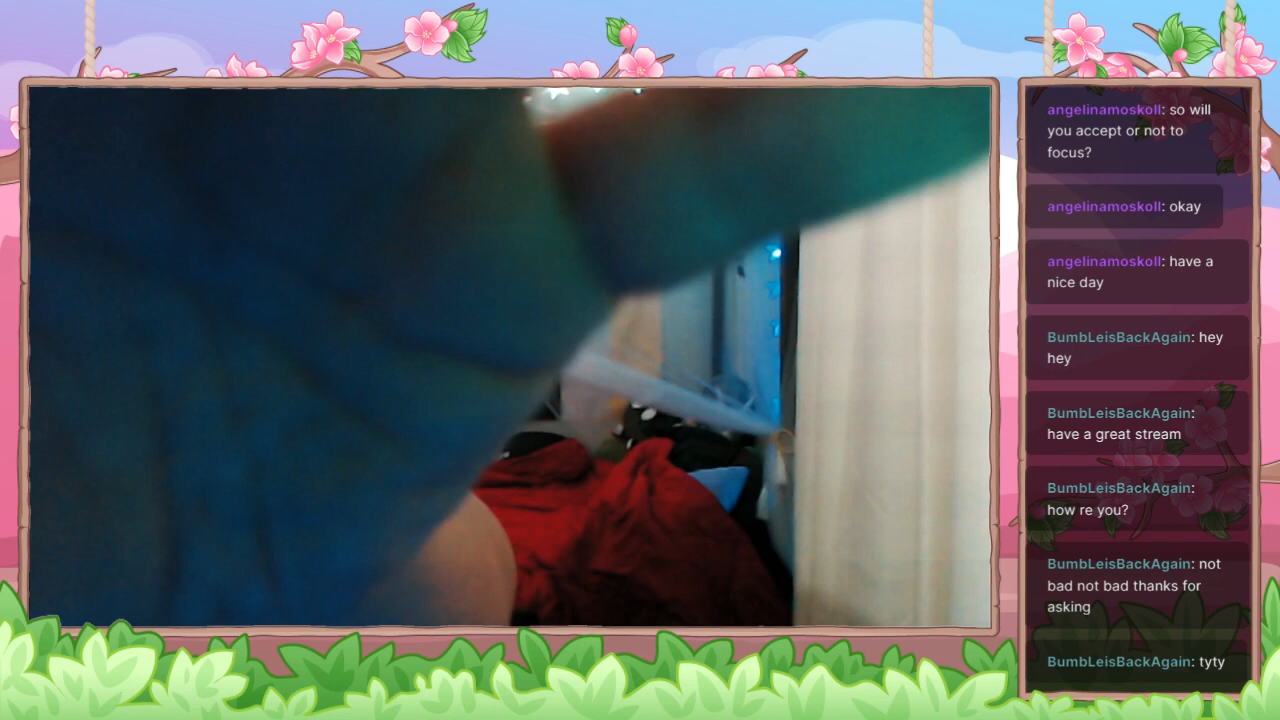 angelinamoskoll: so will
you accept or not to
focus?
angelinamoskoll: okay
angelinamoskoll: have a
nice day
BumbLeisBackAgain: hey
hey
BumbLeisBackAgain:
have a great stream
BumbLeisBackAgain:
how re you?
BumbLeisBackAgain: not
bad not bad thanks for
asking
BumbLeisBackAgain: tyty